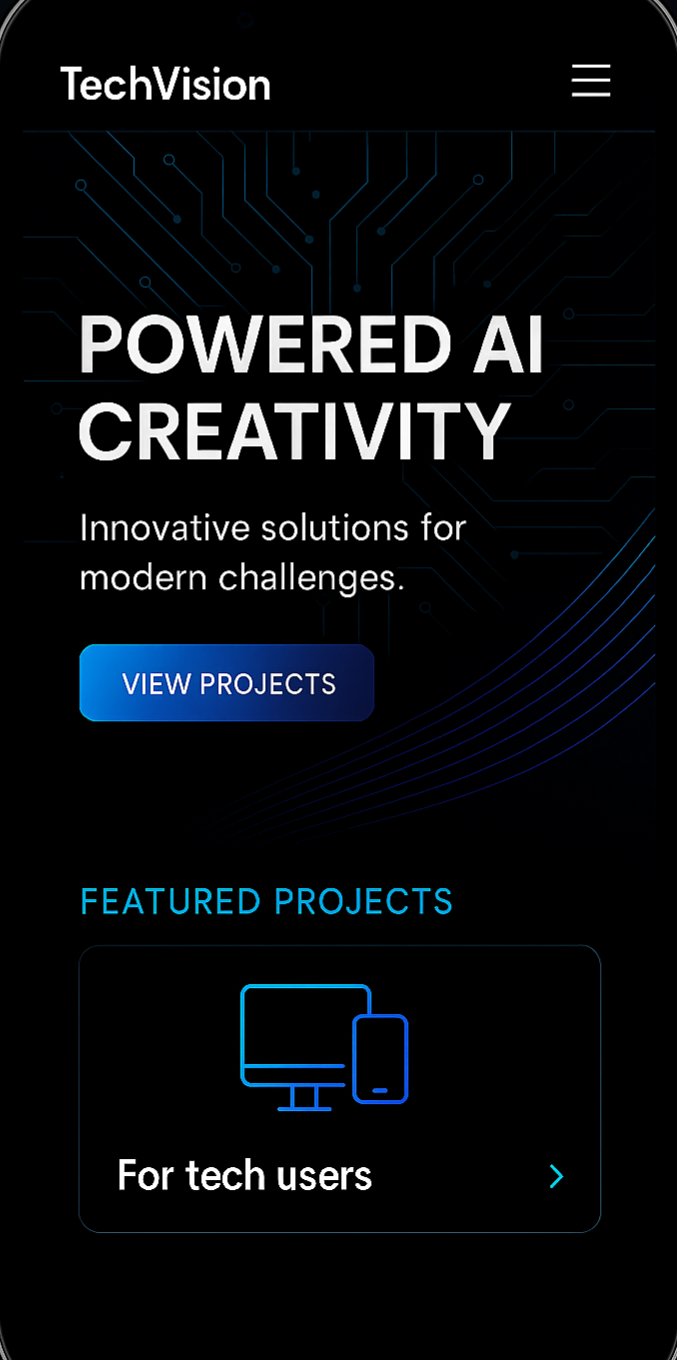 TechVision
POWERED AI
CREATIVITY
Innovative solutions for
modern challenges.
VIEW PROJECTS
FEATURED PROJECTS
For tech users